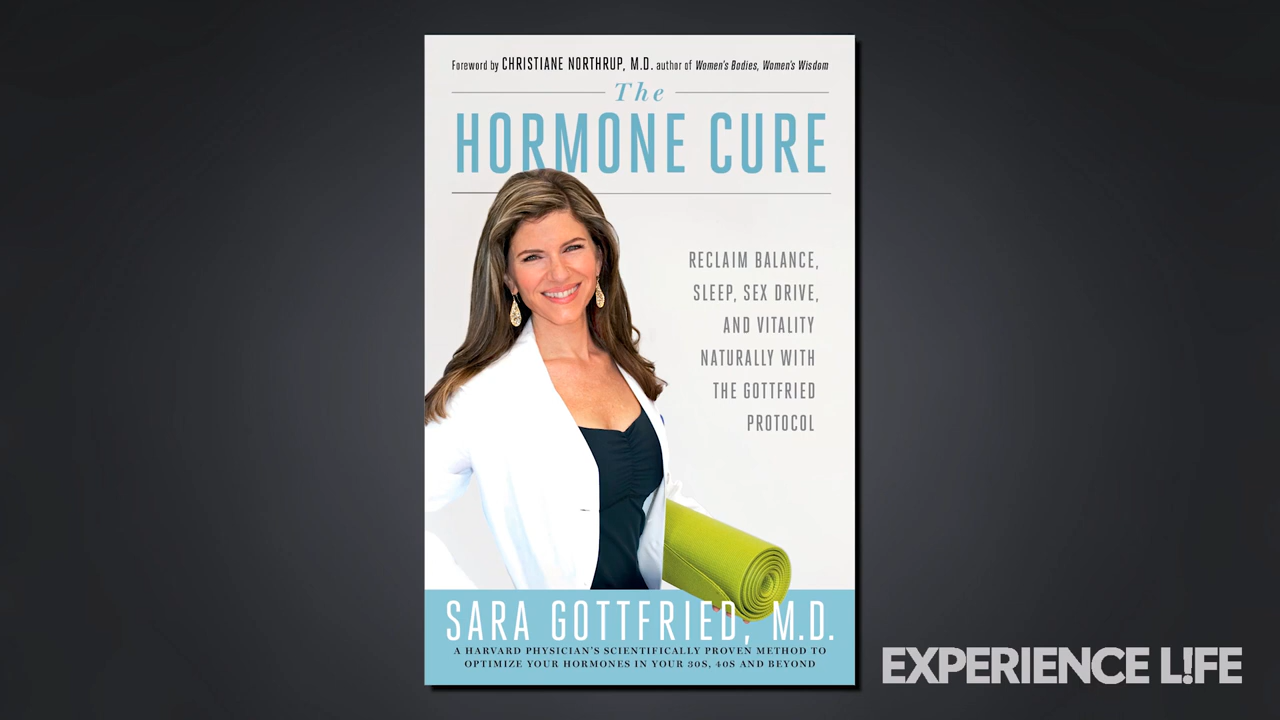 Foreword by CHRISTIANE NORTHRUP, M.D. author of Women's Bodies, Women's Wisdom
The
HORMONE CURE
RECLAIM BALANCE,
SLEEP, SEX DRIVE,
AND VITALITY
NATURALLY WITH
THE GOTTFRIED
PROTOCOL
SARA GOTTFRIED, M.D.
A HARVARD PHYSICIAN'S SCIENTIFICALLY PROVEN METHOD TO
OPTIMIZE YOUR HORMONES IN YOUR 30S, 40S AND BEYOND
EXPERIENCE L!FE